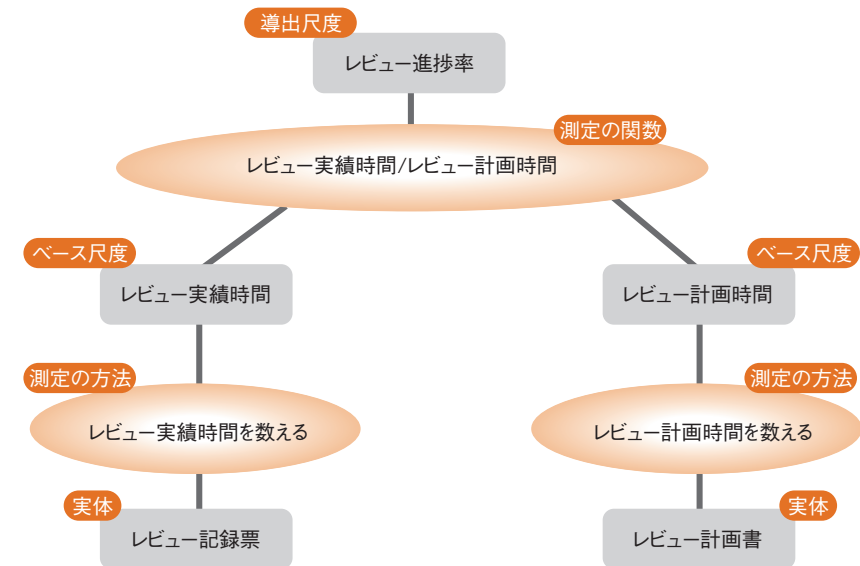 導出尺度
レビュー進捗率
測定の関数
レビュー実績時間/レビュー計画時間
ベース尺度
ベース尺度
レビュー実績時間
レビュー計画時間
測定の方法
測定の方法
レビュー実績時間を数える
レビュー計画時間を数える
実体
実体
レビュー記録票
レビュー計画書